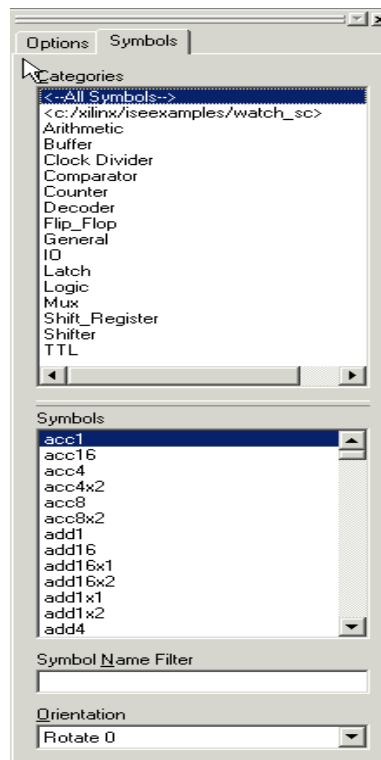 Options Symbols
Categories
<--All Symbols-->
<c:/xilinx/iseexamples/watch_sc>
Arithmetic
Buffer
Clock Divider
Comparator
Counter
Decoder
Flip_Flop
General
IO
Latch
Logic
Mux
Shift_Register
Shifter
TTL
Symbols
acc1
acc16
acc4
acc4x2
acc8
acc8x2
add1
add16
add16x1
add16x2
add1x1
add1x2
add4
Symbol Name Filter
Orientation
Rotate 0